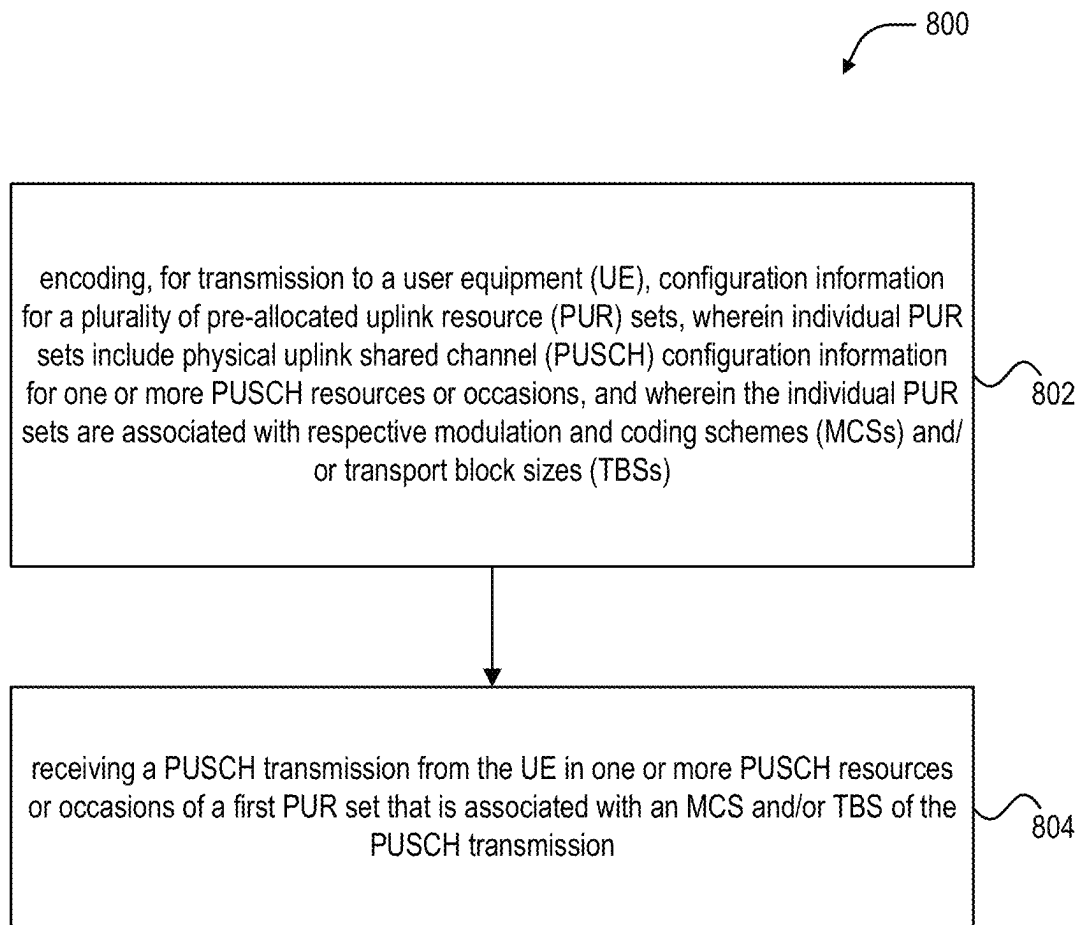 800
encoding, for transmission to a user equipment (UE), configuration information
for a plurality of pre-allocated uplink resource (PUR) sets, wherein individual PUR
sets include physical uplink shared channel (PUSCH) configuration information
for one or more PUSCH resources or occasions, and wherein the individual PUR
sets are associated with respective modulation and coding schemes (MCSs) and/
or transport block sizes (TBSs)
802
receiving a PUSCH transmission from the UE in one or more PUSCH resources
or occasions of a first PUR set that is associated with an MCS and/or TBS of the
PUSCH transmission
804